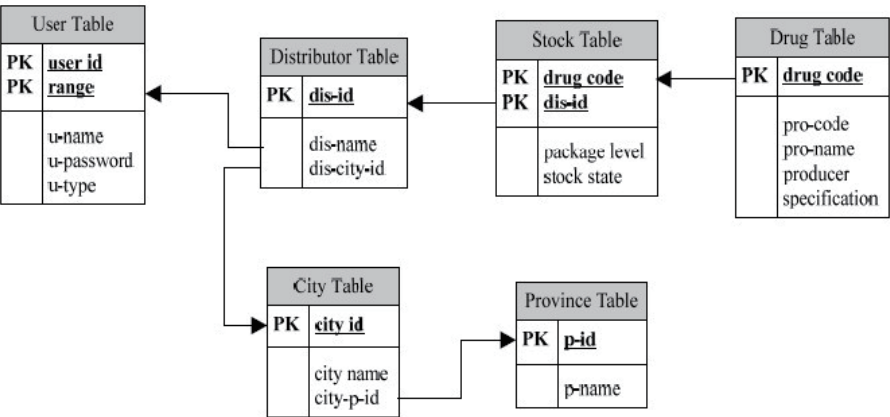 User Table
PK user id
PK range
u-name
u-password
u-type
Distributor Table
PK dis-id
dis-name
dis-city-id
Stock Table
PK drug code
PK dis-id
package level
stock state
Drug Table
PK drug code
pro-code
pro-name
producer
specification
City Table
PK city id
city name
city-p-id
Province Table
PK p-id
p-name